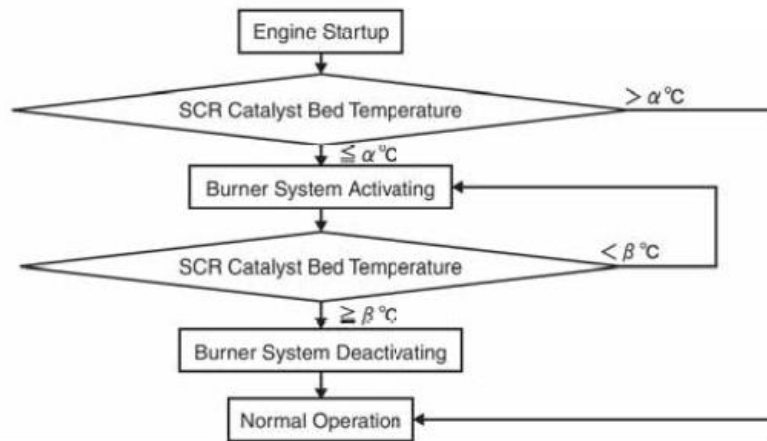 Engine Startup
SCR Catalyst Bed Temperature
> α℃
≦ α℃
Burner System Activating
SCR Catalyst Bed Temperature
< β℃
≧ β℃
Burner System Deactivating
Normal Operation